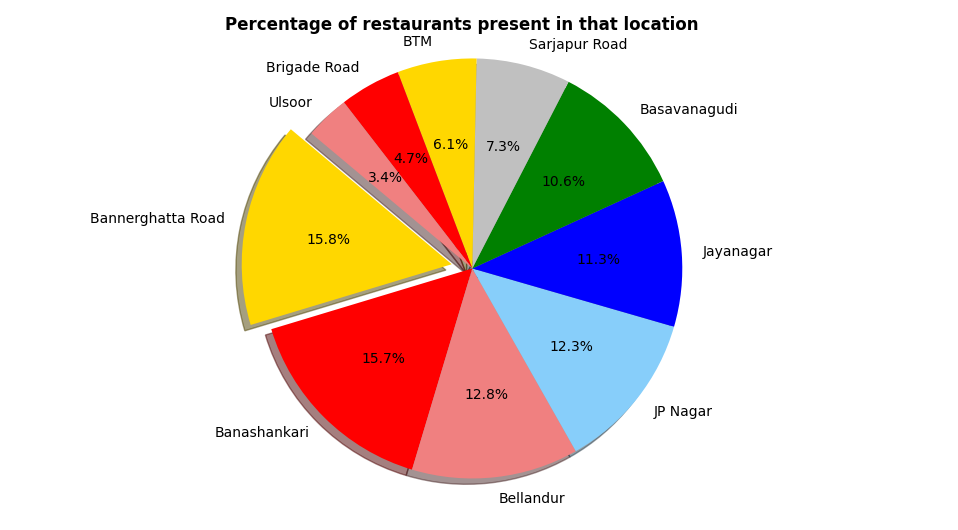 Percentage of restaurants present in that location
BTM
Sarjapur Road
Brigade Road
Ulsoor
Basavanagudi
6.1%
7.3%
4.7%
3.4%
10.6%
Bannerghatta Road
15.8%
Jayanagar
11.3%
12.3%
15.7%
12.8%
JP Nagar
Banashankari
Bellandur